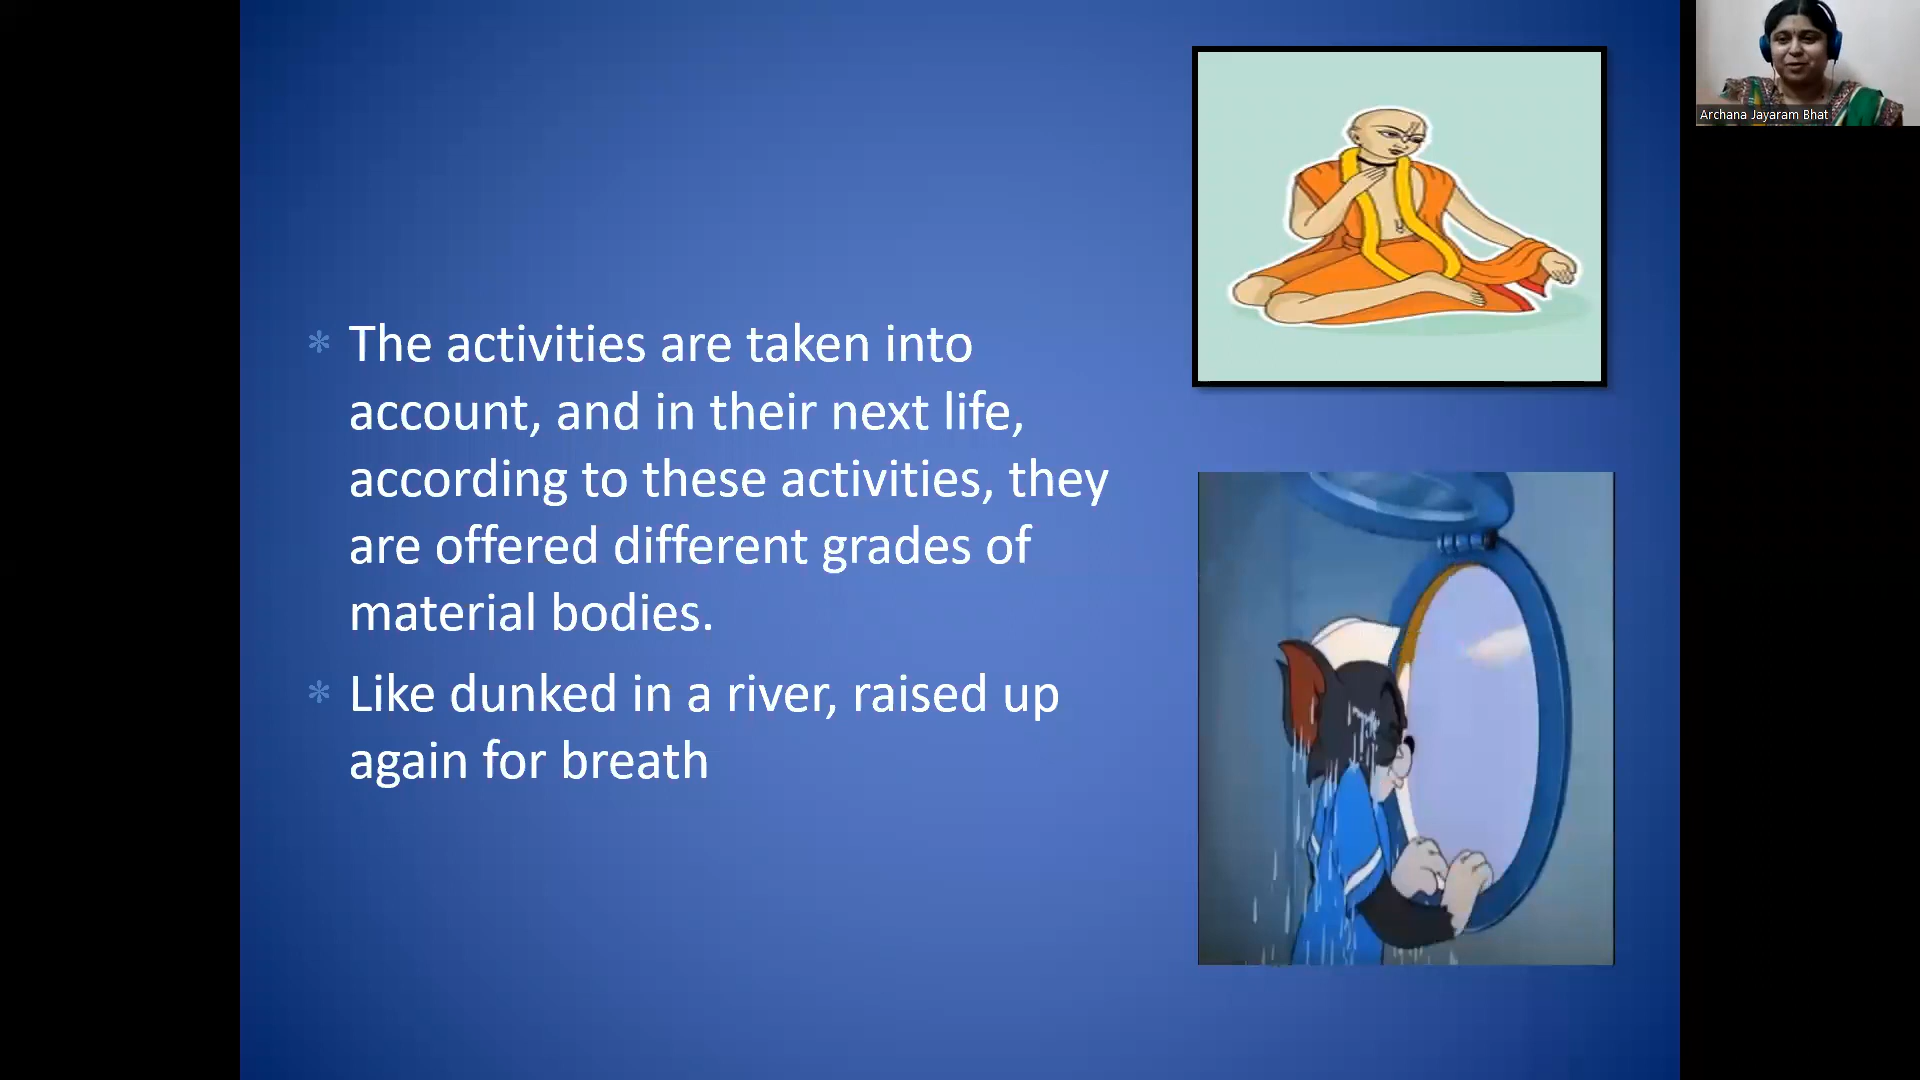 Archana Jayaram Bhat
* The activities are taken into
account, and in their next life,
according to these activities, they
are offered different grades of
material bodies.
* Like dunked in a river, raised up
again for breath